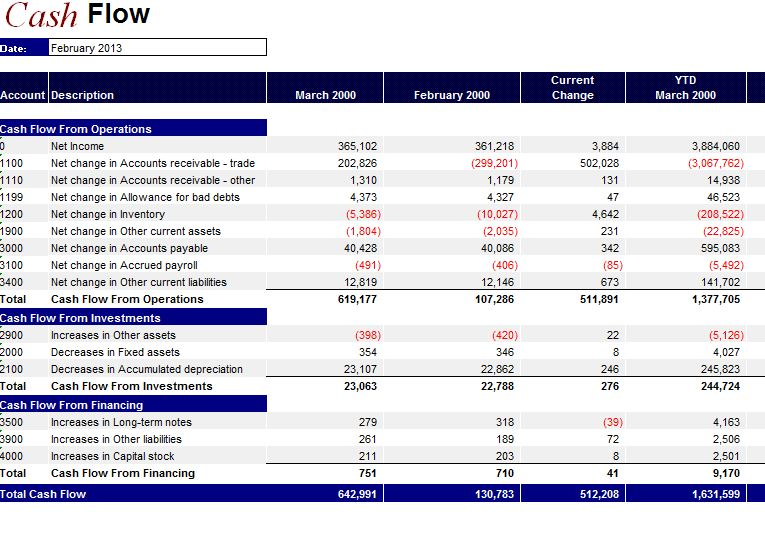 Cash Flow
Date: February 2013
Current YTD
Account Description March 2000 February 2000 Change March 2000
Cash Flow From Operations
0 Net Income 365,102 361,218 3,884 3,884,060
1100 Net change in Accounts receivable - trade 202,826 (299,201) 502,028 (3,067,762)
1110 Net change in Accounts receivable - other 1,310 1,179 131 14,938
1199 Net change in Allowance for bad debts 4,373 4,327 47 46,523
1200 Net change in Inventory (5,386) (10,027) 4,642 (208,522)
1900 Net change in Other current assets (1,804) (2,035) 231 (22,825)
3000 Net change in Accounts payable 40,428 40,086 342 595,083
3100 Net change in Accrued payroll (491) (406) (85) (5,492)
3400 Net change in Other current liabilities 12,819 12,146 673 141,702
Total Cash Flow From Operations 619,177 107,286 511,891 1,377,705
Cash Flow From Investments
2900 Increases in Other assets (398) (420) 22 (5,126)
2000 Decreases in Fixed assets 354 346 8 4,027
2100 Decreases in Accumulated depreciation 23,107 22,862 246 245,823
Total Cash Flow From Investments 23,063 22,788 276 244,724
Cash Flow From Financing
3500 Increases in Long-term notes 279 318 (39) 4,163
3900 Increases in Other liabilities 261 189 72 2,506
4000 Increases in Capital stock 211 203 8 2,501
Total Cash Flow From Financing 751 710 41 9,170
Total Cash Flow 642,991 130,783 512,208 1,631,599